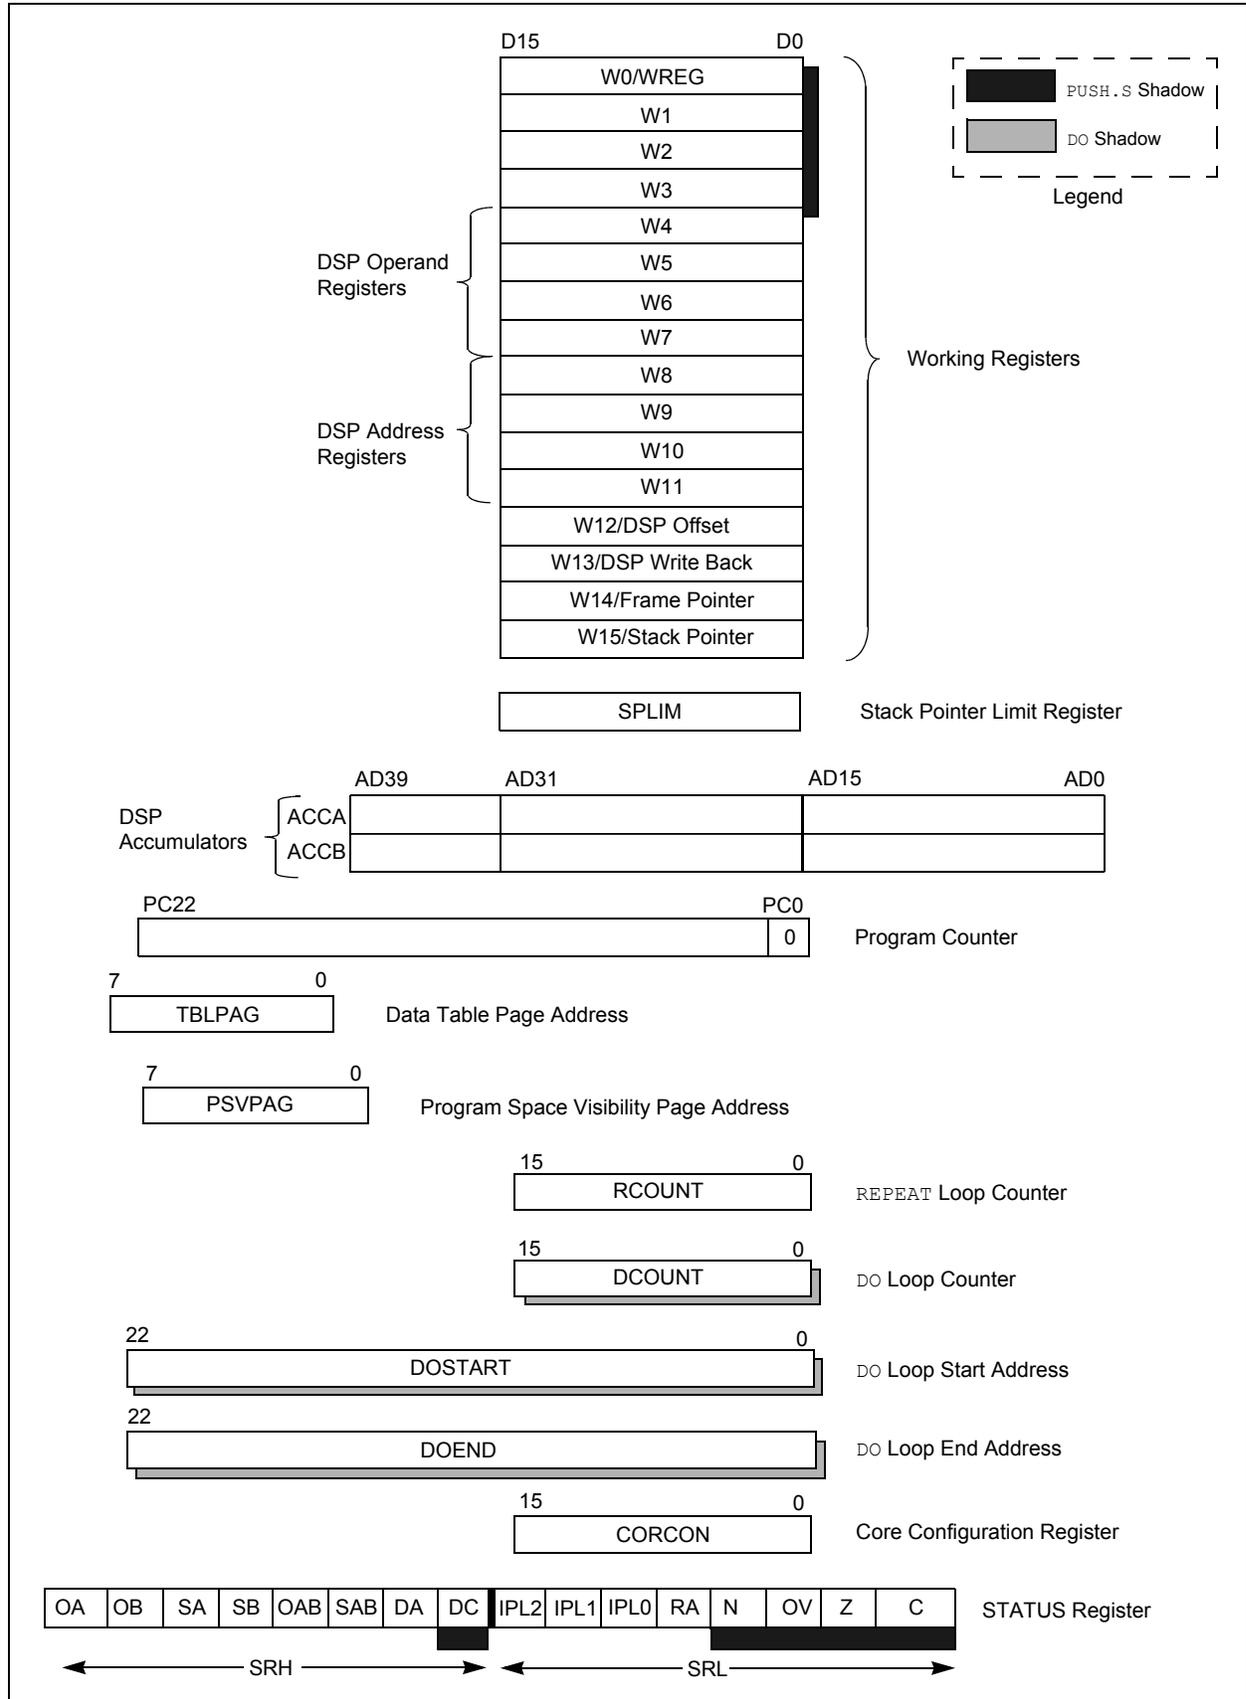 D15 D0
W0/WREG
PUSH.S Shadow
W1
DO Shadow
W2
W3
Legend
W4
DSP Operand
Registers
W5
W6
W7
Working Registers
W8
W9
DSP Address
Registers
W10
W11
W12/DSP Offset
W13/DSP Write Back
W14/Frame Pointer
W15/Stack Pointer
SPLIM Stack Pointer Limit Register
AD39 AD31 AD15 AD0
DSP
Accumulators
ACCA
ACCB
PC22 PC0
0 Program Counter
7 0
TBLPAG Data Table Page Address
7 0
PSVPAG Program Space Visibility Page Address
15 0
RCOUNT REPEAT Loop Counter
15 0
DCOUNT DO Loop Counter
22 0
DOSTART DO Loop Start Address
22
DOEND DO Loop End Address
15 0
CORCON Core Configuration Register
OA OB SA SB OAB SAB DA DC IPL2 IPL1 IPL0 RA N OV Z C STATUS Register
SRH SRL